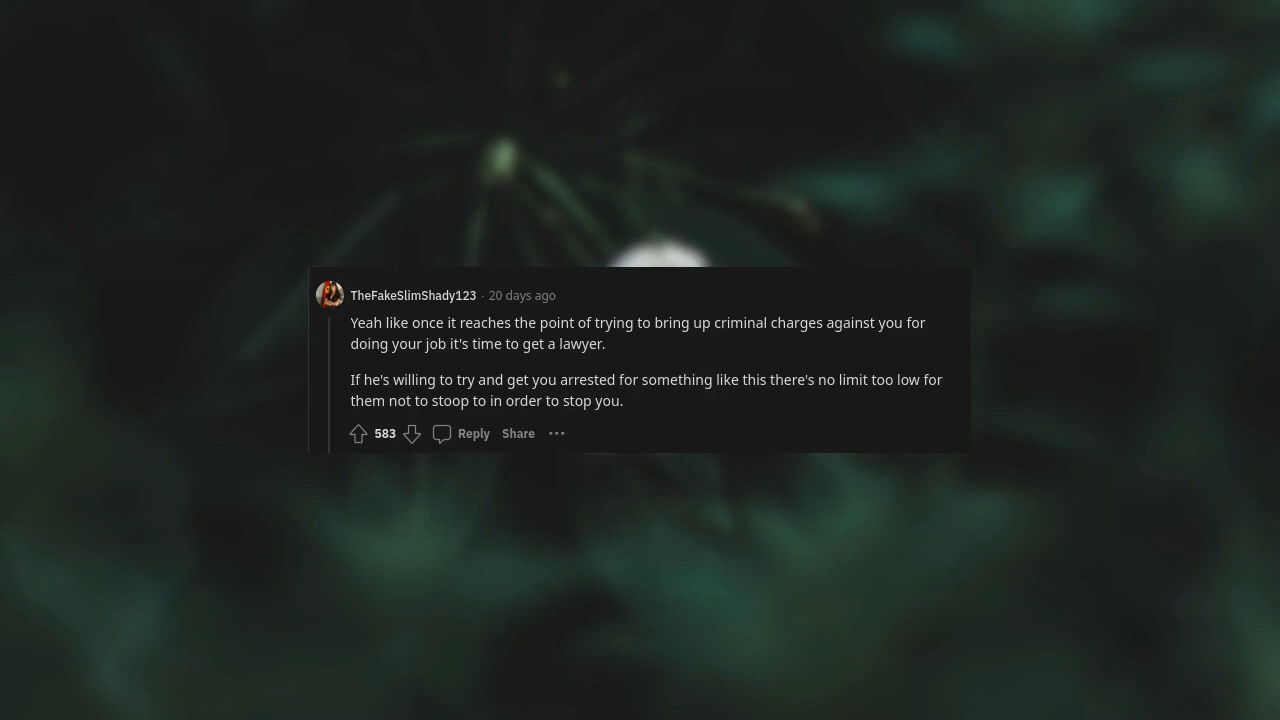 TheFakeSlimShady123 · 20 days ago
Yeah like once it reaches the point of trying to bring up criminal charges against you for
doing your job it's time to get a lawyer.
If he's willing to try and get you arrested for something like this there's no limit too low for
them not to stoop to in order to stop you.
583 Reply Share ···